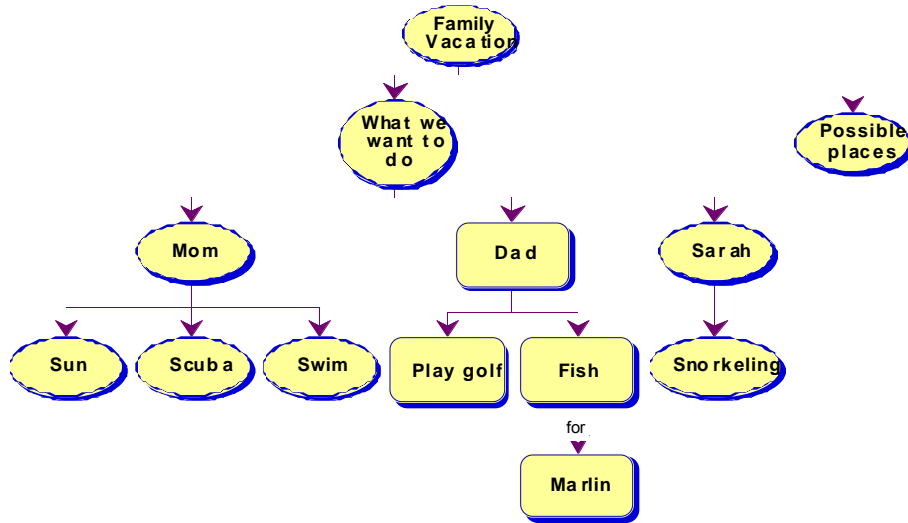 Family
Vacation
What we
want to
do
Possible
places
Mom
Dad
Sarah
Sun
Scuba
Swim
Play golf
Fish
Snorkeling
for
Marlin